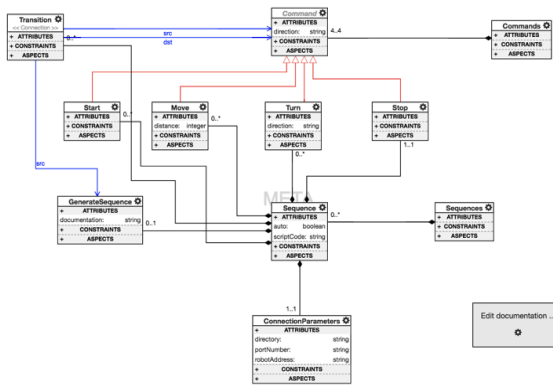 Transition
<< Connection >>
+ ATTRIBUTES
+ CONSTRAINTS
+ ASPECTS
0..*
src
dst
Command
+ ATTRIBUTES
direction: string
+ CONSTRAINTS
+ ASPECTS
4..4
Commands
+ ATTRIBUTES
+ CONSTRAINTS
+ ASPECTS
Start
+ ATTRIBUTES
+ CONSTRAINTS
+ ASPECTS
0..*
Move
+ ATTRIBUTES
distance: integer
+ CONSTRAINTS
+ ASPECTS
0..*
Turn
+ ATTRIBUTES
direction: string
+ CONSTRAINTS
+ ASPECTS
0..*
Stop
+ ATTRIBUTES
+ CONSTRAINTS
+ ASPECTS
1..1
src
GenerateSequence
+ ATTRIBUTES
documentation: string
+ CONSTRAINTS
+ ASPECTS
0..1
META
Sequence
+ ATTRIBUTES
auto: boolean
scriptCode: string
+ CONSTRAINTS
+ ASPECTS
0..*
Sequences
+ ATTRIBUTES
+ CONSTRAINTS
+ ASPECTS
1..1
ConnectionParameters
+ ATTRIBUTES
directory: string
portNumber: string
robotAddress: string
+ CONSTRAINTS
+ ASPECTS
Edit documentation ...